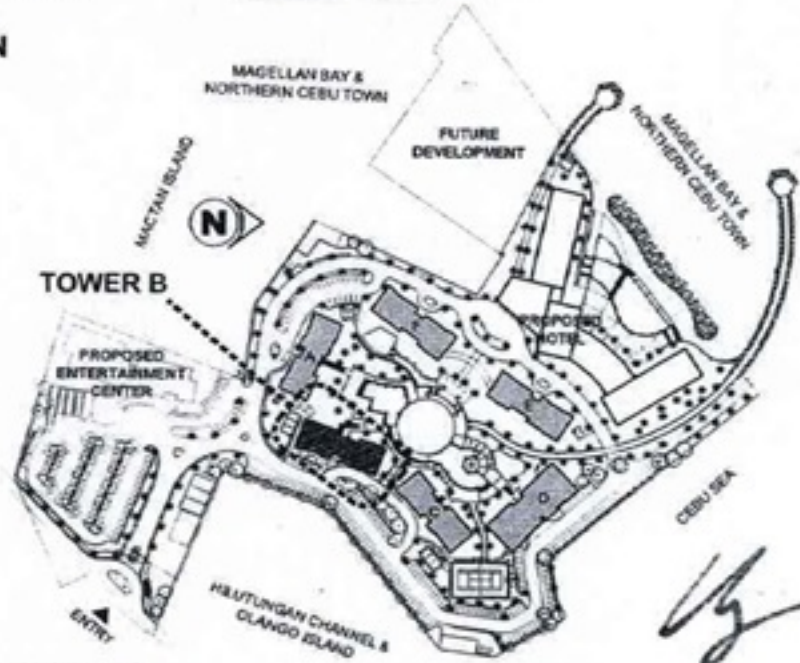 N
MAGELLAN BAY &
NORTHERN CEBU TOWN
FUTURE
DEVELOPMENT
MAGELLAN BAY &
NORTHERN CEBU TOWN
MACTAN ISLAND
N
TOWER B
PROPOSED
ENTERTAINMENT
CENTER
PROPOSED
HOTEL
CEBU SEA
HILUTUNGAN CHANNEL &
OLANGO ISLAND
ENTRY